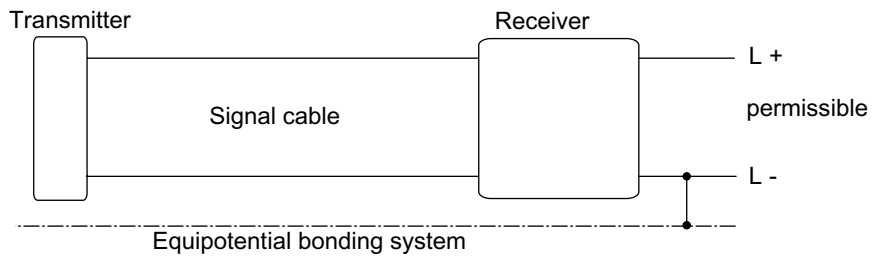 Transmitter
Receiver
L +
Signal cable
permissible
L -
Equipotential bonding system